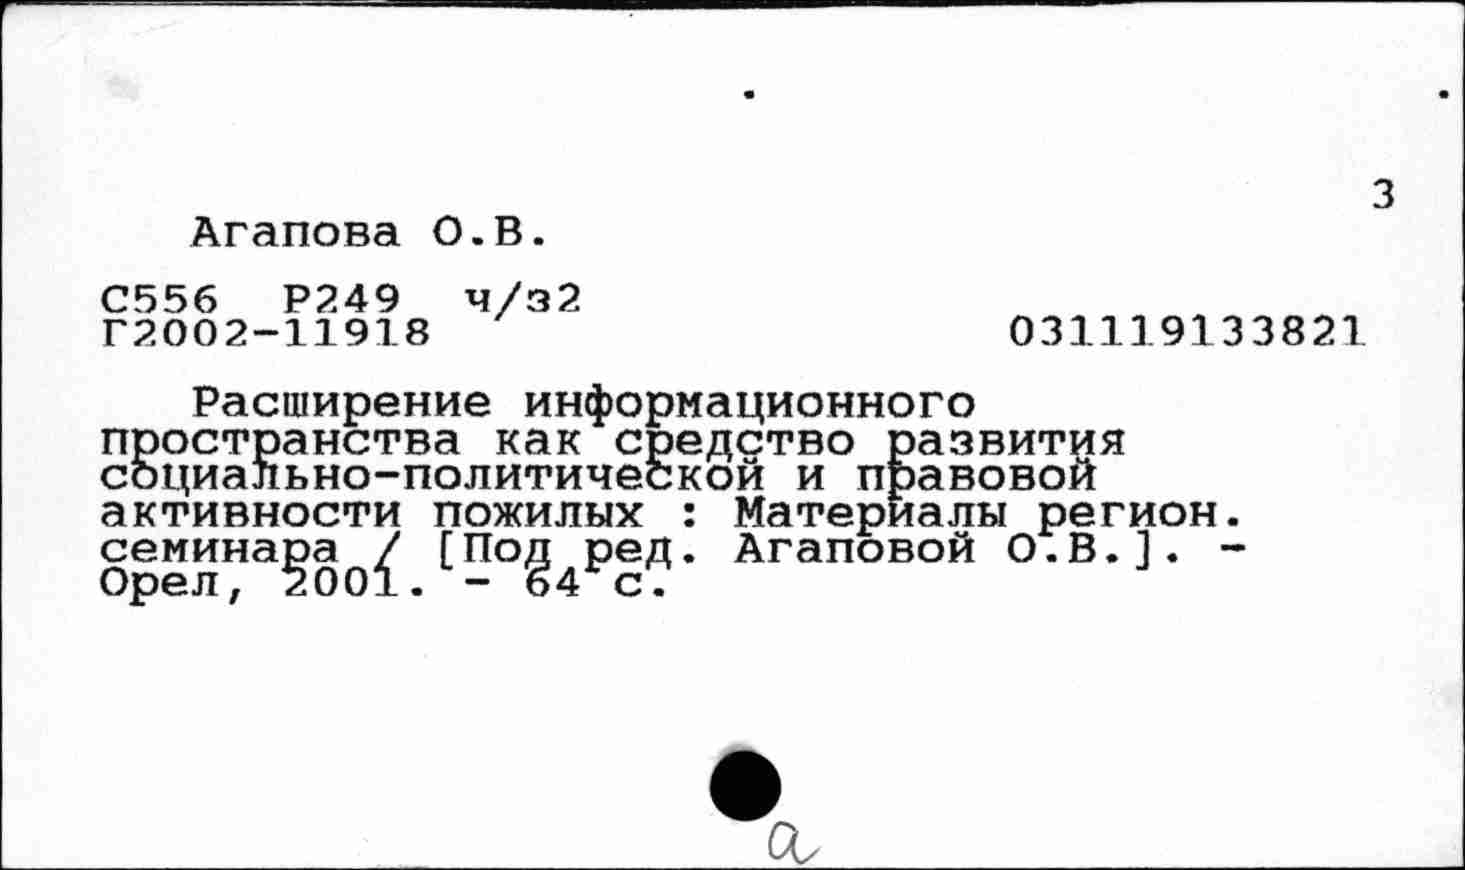 3
Агапова О.В.
С556 Р249 ч/з2
Г2002-11918 031119133821
Расширение информационного
пространства как средство развития
социально-политической и правовой
активности пожилых : Материалы регион.
семинара / [Под ред. Агаповой О.В.]. -
Орел, 2001. - 64 с.
а